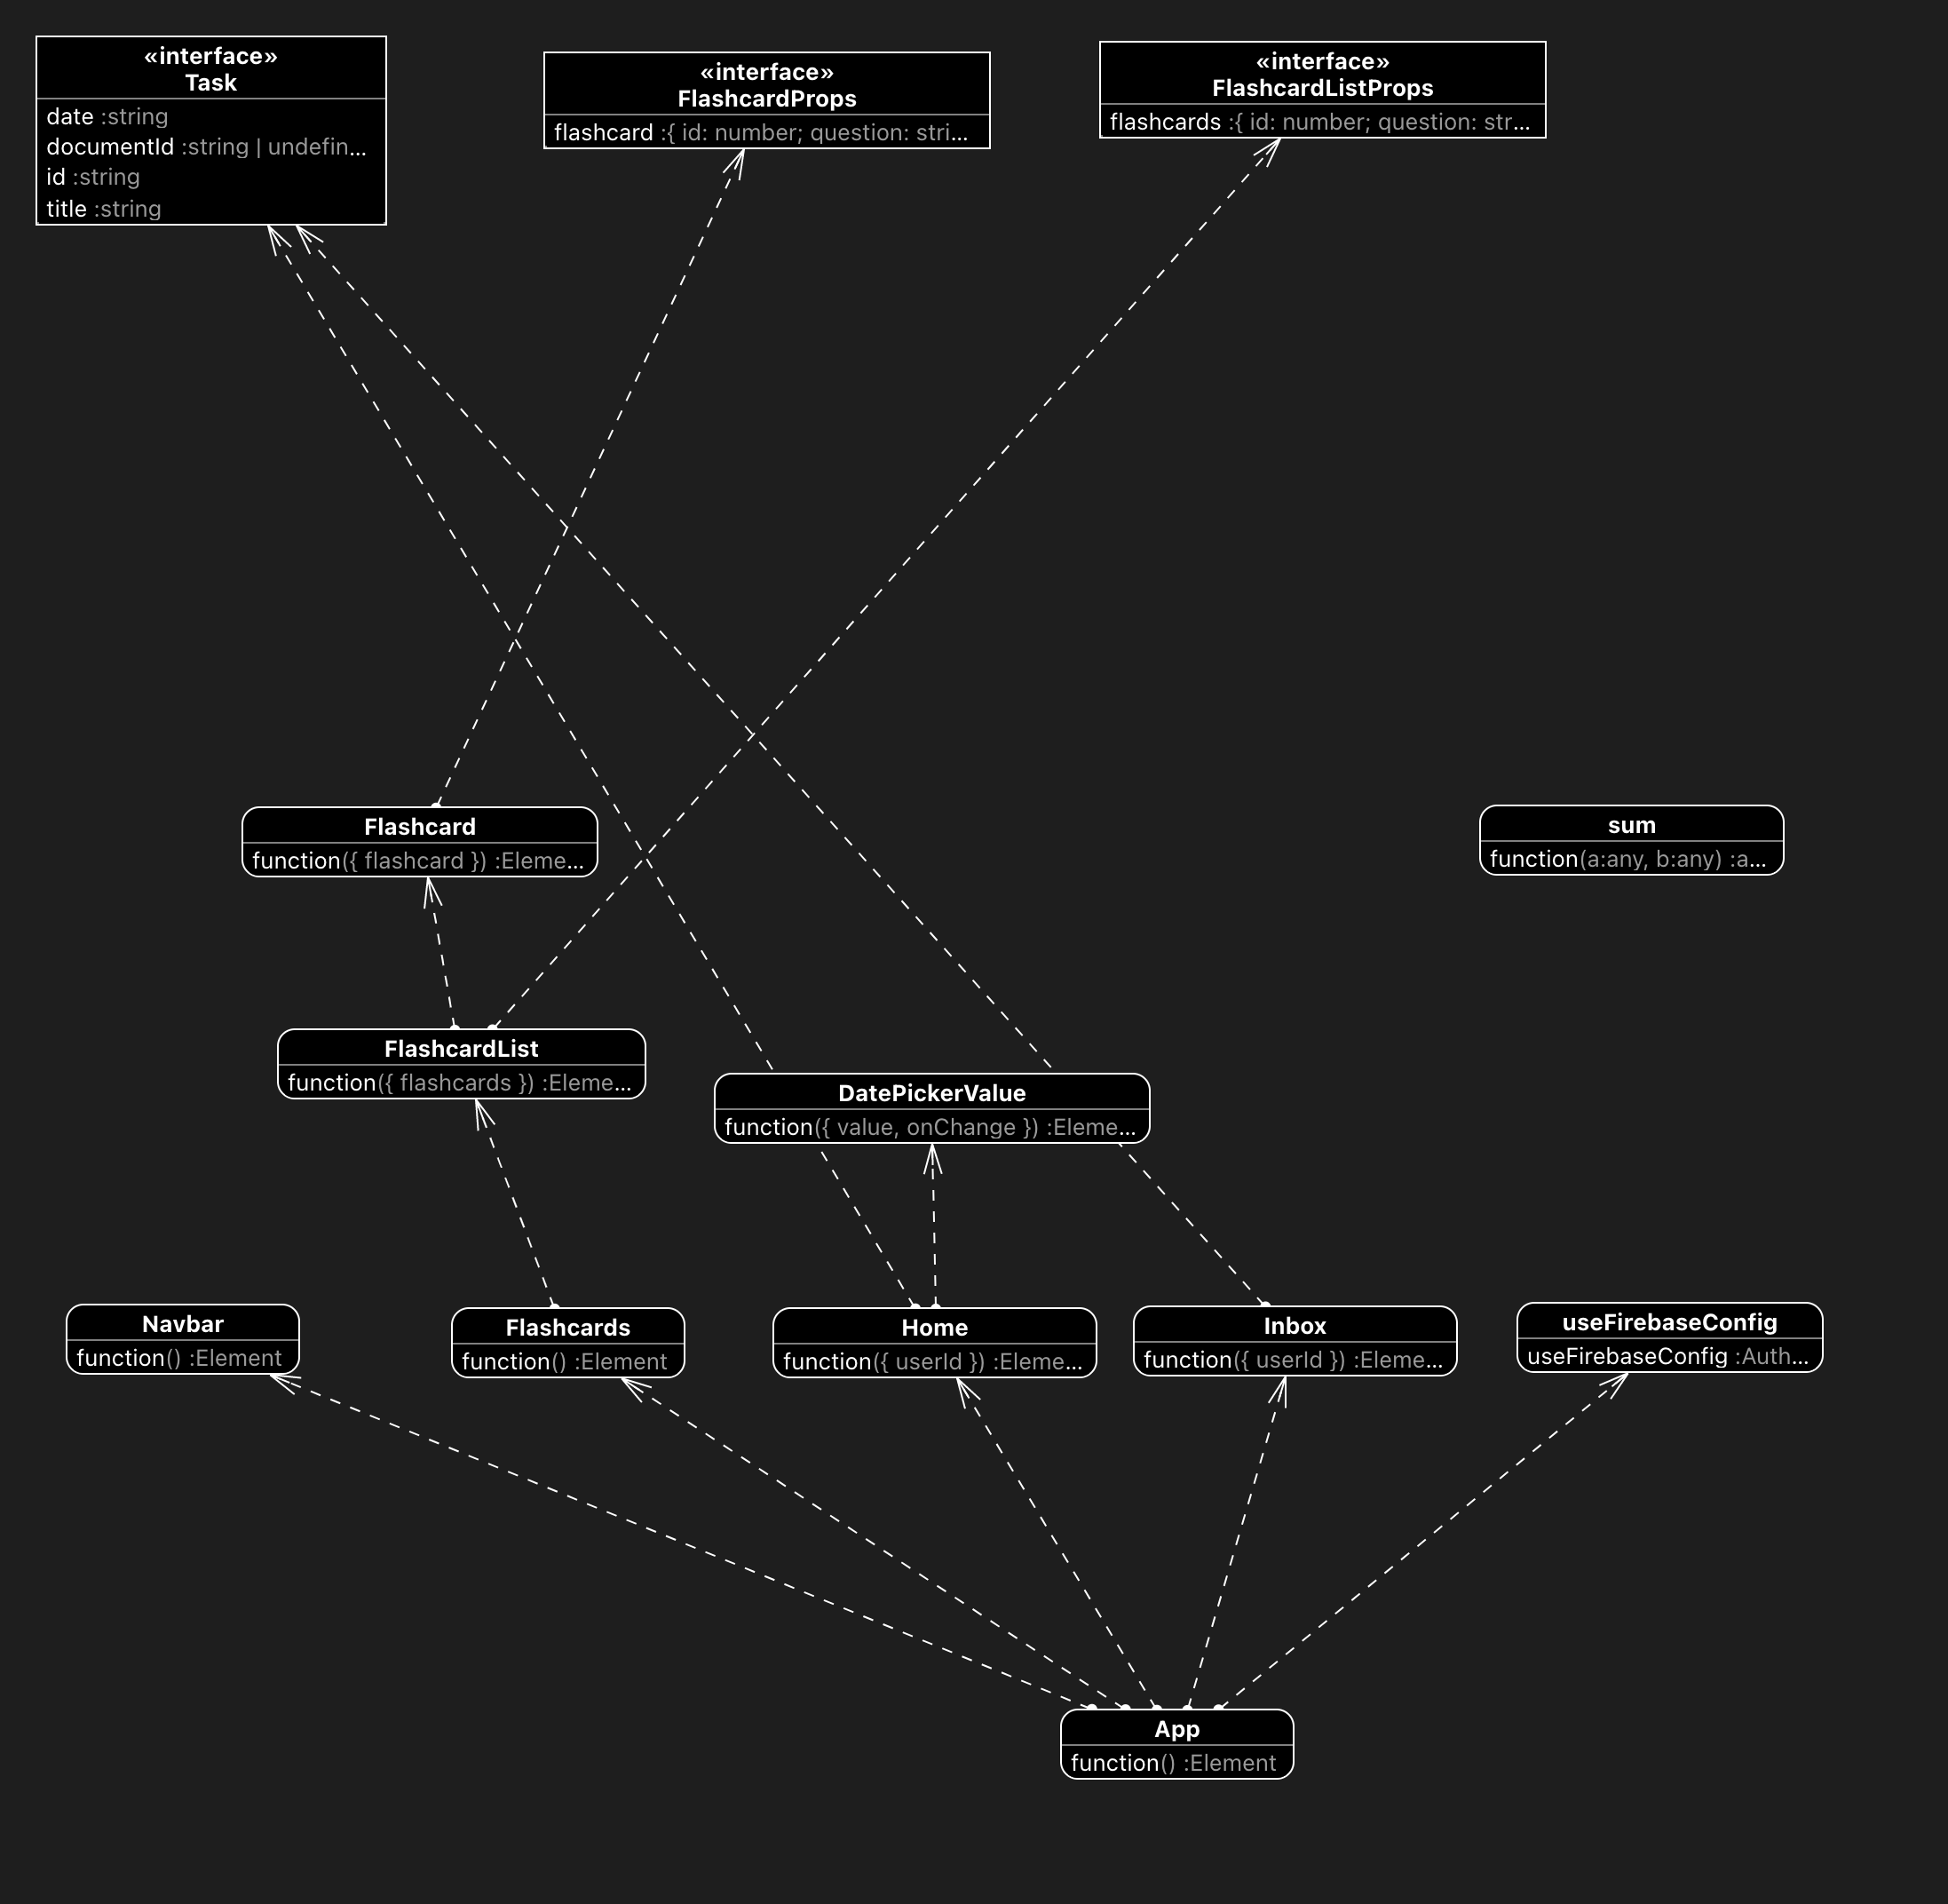 «interface»
Task
date :string
documentId :string | undefin...
id :string
title :string
«interface»
FlashcardProps
flashcard :{ id: number; question: stri...
«interface»
FlashcardListProps
flashcards :{ id: number; question: str...
Flashcard
function({ flashcard }) :Eleme...
sum
function(a:any, b:any) :a...
FlashcardList
function({ flashcards }) :Eleme...
DatePickerValue
function({ value, onChange }) :Eleme...
Navbar
function() :Element
Flashcards
function() :Element
Home
function({ userId }) :Eleme...
Inbox
function({ userId }) :Eleme...
useFirebaseConfig
useFirebaseConfig :Auth...
App
function() :Element